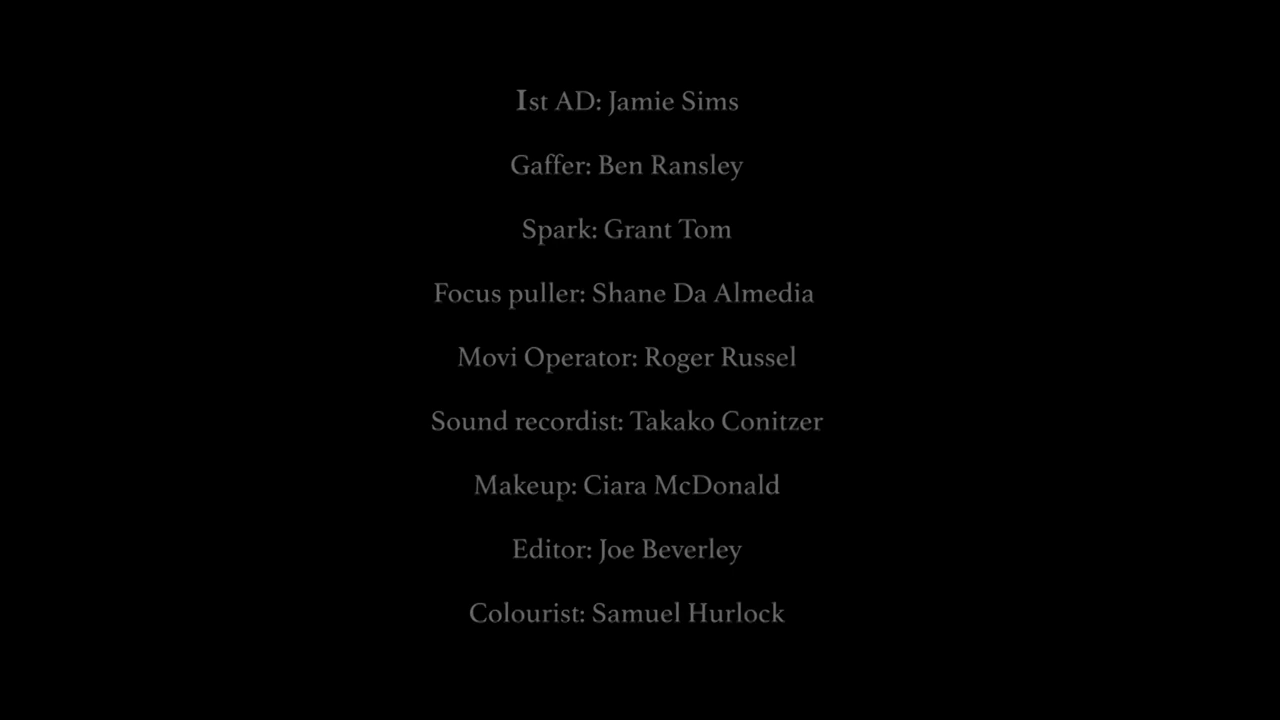 1st AD: Jamie Sims
Gaffer: Ben Ransley
Spark: Grant Tom
Focus puller: Shane Da Almedia
Movi Operator: Roger Russel
Sound recordist: Takako Conitzer
Makeup: Ciara McDonald
Editor: Joe Beverley
Colourist: Samuel Hurlock